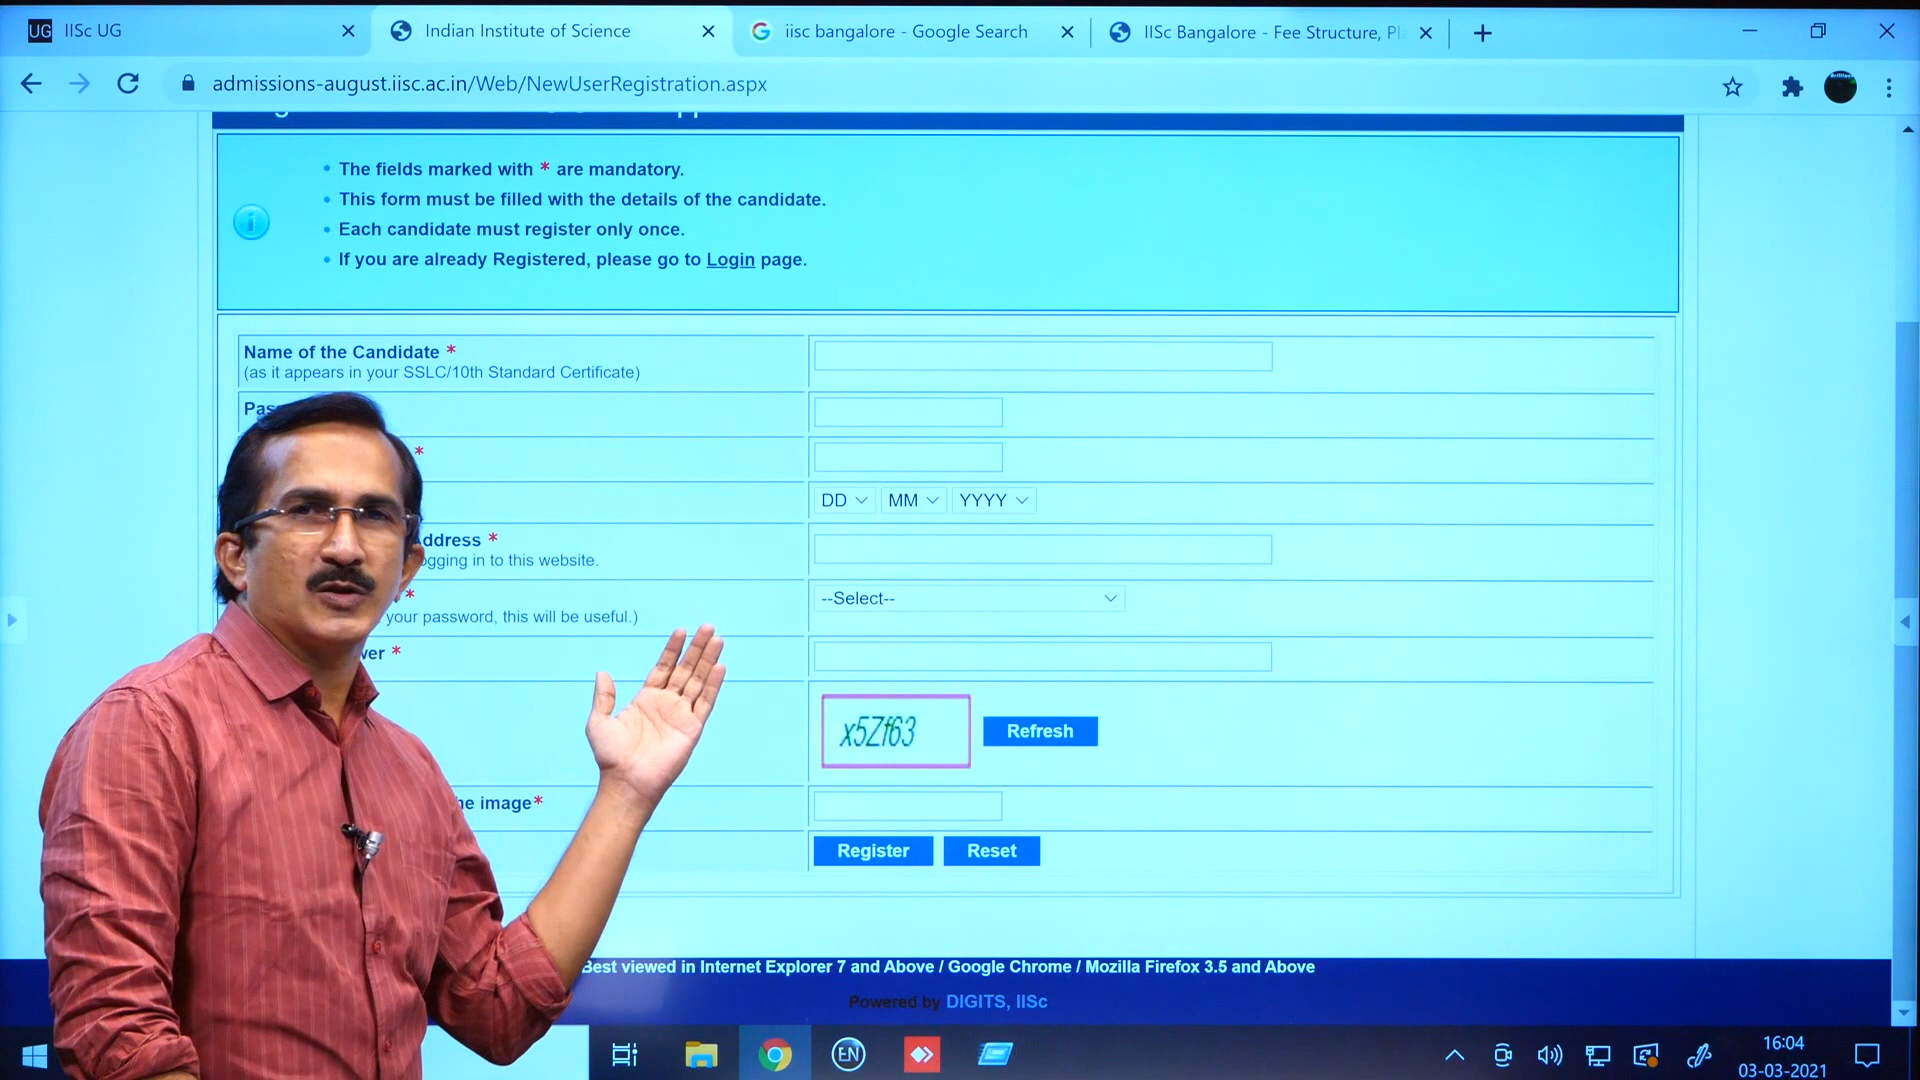 UG IISc UG
Indian Institute of Science
iisc bangalore - Google Search
IISc Bangalore - Fee Structure, Pl
admissions-august.iisc.ac.in/Web/NewUserRegistration.aspx
The fields marked with * are mandatory.
This form must be filled with the details of the candidate.
Each candidate must register only once.
If you are already Registered, please go to Login page.
Name of the Candidate *
(as it appears in your SSLC/10th Standard Certificate)
Pas
*
DD MM YYYY
Address *
ogging in to this website.
*
--Select--
your password, this will be useful.)
wer *
x5Zf63
Refresh
he image*
Register Reset
Best viewed in Internet Explorer 7 and Above / Google Chrome / Mozilla Firefox 3.5 and Above
Powered by DIGITS, IISc
EN
16:04
03-03-2021